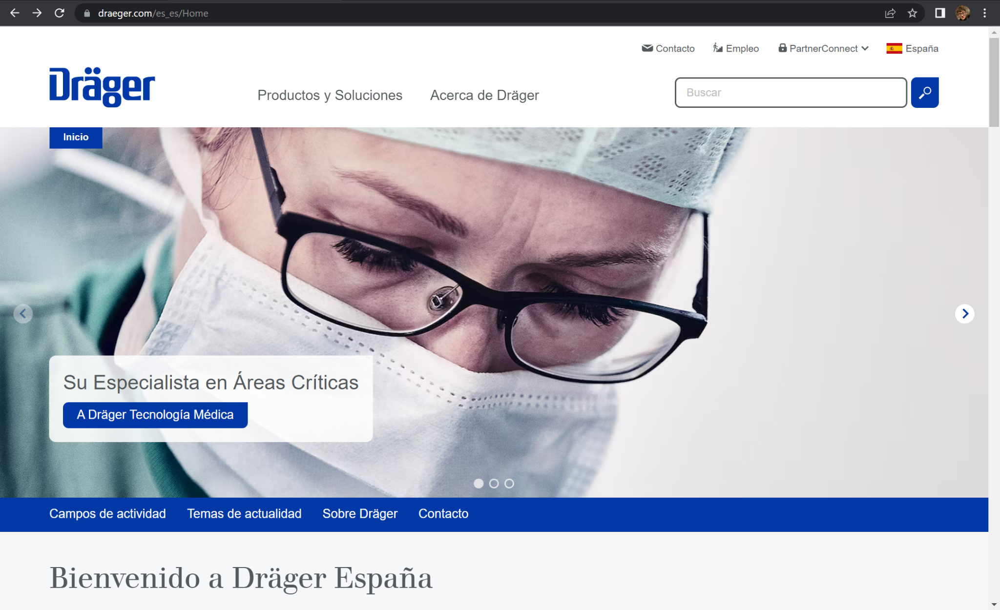 draeger.com/es_es/Home
Contacto Empleo PartnerConnect España
Dräger
Productos y Soluciones Acerca de Dräger
Buscar
Inicio
Su Especialista en Áreas Críticas
A Dräger Tecnología Médica
Campos de actividad Temas de actualidad Sobre Dräger Contacto
Bienvenido a Dräger España